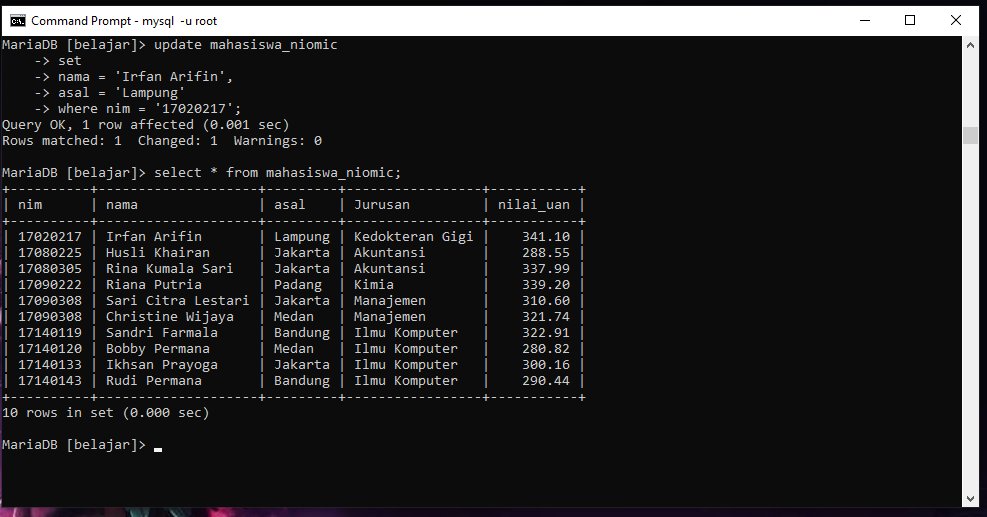 Command Prompt - mysql -u root
MariaDB [belajar]> update mahasiswa_niomic
    -> set
    -> nama = 'Irfan Arifin',
    -> asal = 'Lampung'
    -> where nim = '17020217';
Query OK, 1 row affected (0.001 sec)
Rows matched: 1  Changed: 1  Warnings: 0
MariaDB [belajar]> select * from mahasiswa_niomic;
+----------+--------------------+---------+-----------------+-----------+
| nim      | nama               | asal    | Jurusan         | nilai_uan |
+----------+--------------------+---------+-----------------+-----------+
| 17020217 | Irfan Arifin       | Lampung | Kedokteran Gigi |    341.10 |
| 17080225 | Husli Khairan      | Jakarta | Akuntansi       |    288.55 |
| 17080305 | Rina Kumala Sari   | Jakarta | Akuntansi       |    337.99 |
| 17090222 | Riana Putria       | Padang  | Kimia           |    339.20 |
| 17090308 | Sari Citra Lestari | Jakarta | Manajemen       |    310.60 |
| 17090308 | Christine Wijaya   | Medan   | Manajemen       |    321.74 |
| 17140119 | Sandri Farmala     | Bandung | Ilmu Komputer   |    322.91 |
| 17140120 | Bobby Permana      | Medan   | Ilmu Komputer   |    280.82 |
| 17140133 | Ikhsan Prayoga     | Jakarta | Ilmu Komputer   |    300.16 |
| 17140143 | Rudi Permana       | Bandung | Ilmu Komputer   |    290.44 |
+----------+--------------------+---------+-----------------+-----------+
10 rows in set (0.000 sec)
MariaDB [belajar]>